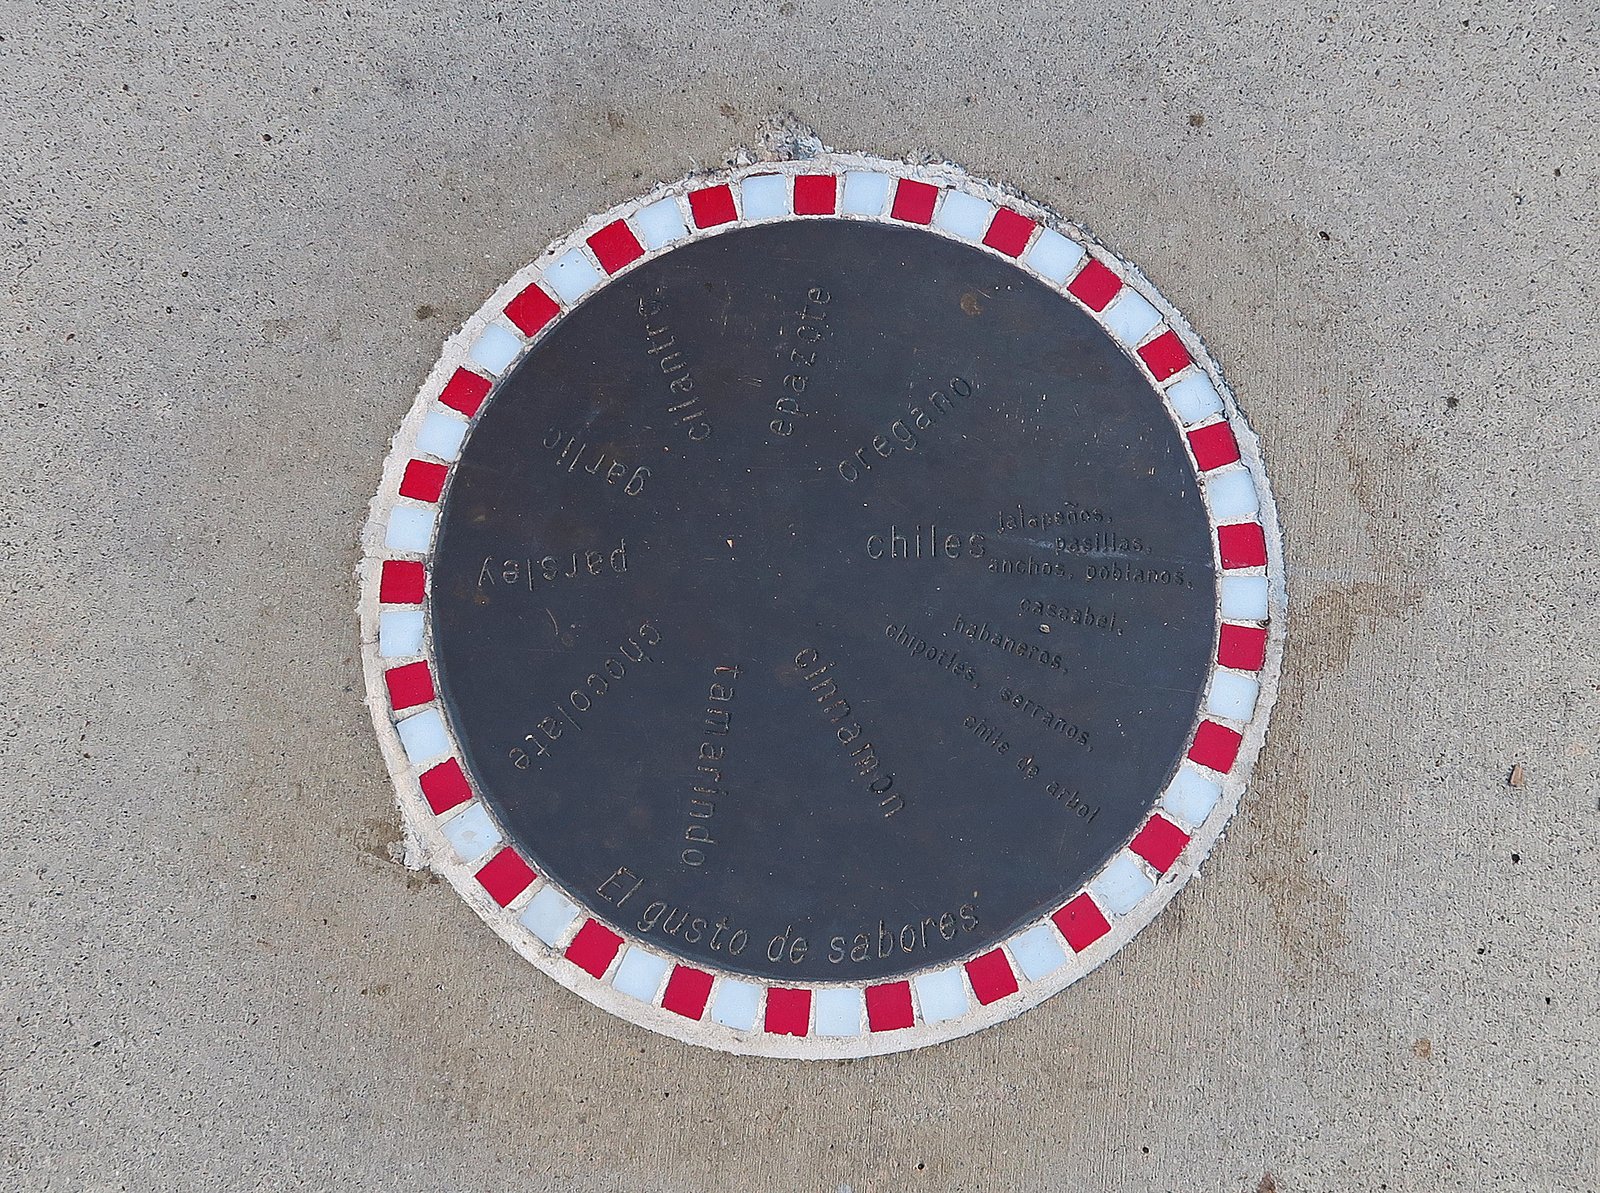 cilantro
epazote
oregano
garlic
parsley
chiles
jalapeños,
pasillas,
anchos, poblanos,
cascabel,
habaneros,
chipotles, serranos,
chile de arbol
chocolate
tamarindo
cinnamon
El gusto de sabores